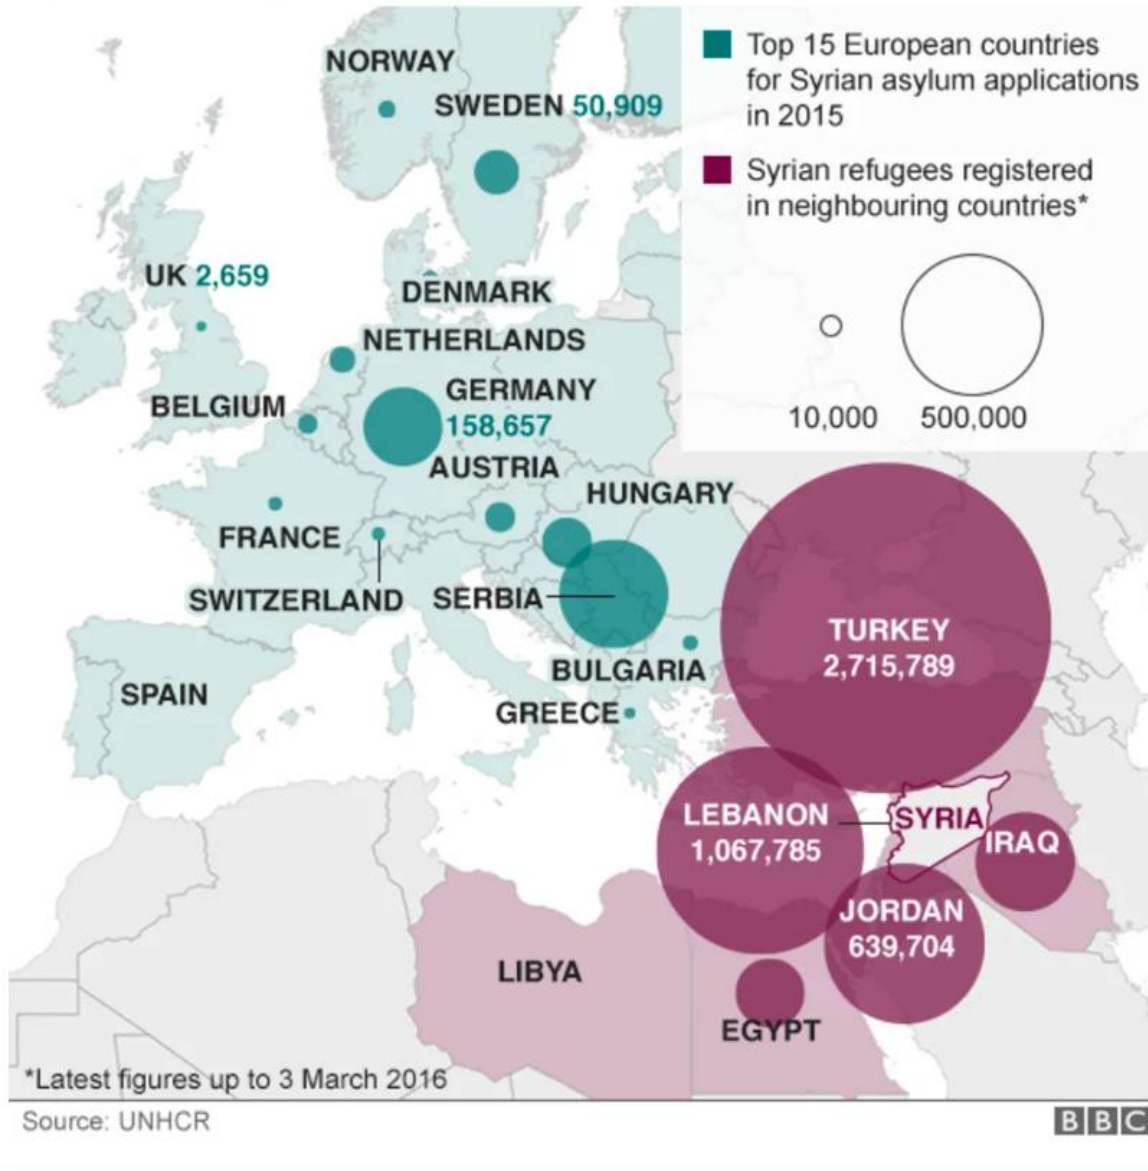 Top 15 European countries
for Syrian asylum applications
in 2015
Syrian refugees registered
in neighbouring countries*
10,000
500,000
NORWAY
SWEDEN 50,909
UK 2,659
DENMARK
NETHERLANDS
GERMANY
158,657
BELGIUM
AUSTRIA
HUNGARY
FRANCE
SWITZERLAND
SERBIA
BULGARIA
SPAIN
GREECE
TURKEY
2,715,789
LEBANON
1,067,785
SYRIA
IRAQ
JORDAN
639,704
LIBYA
EGYPT
*Latest figures up to 3 March 2016
Source: UNHCR
BBC